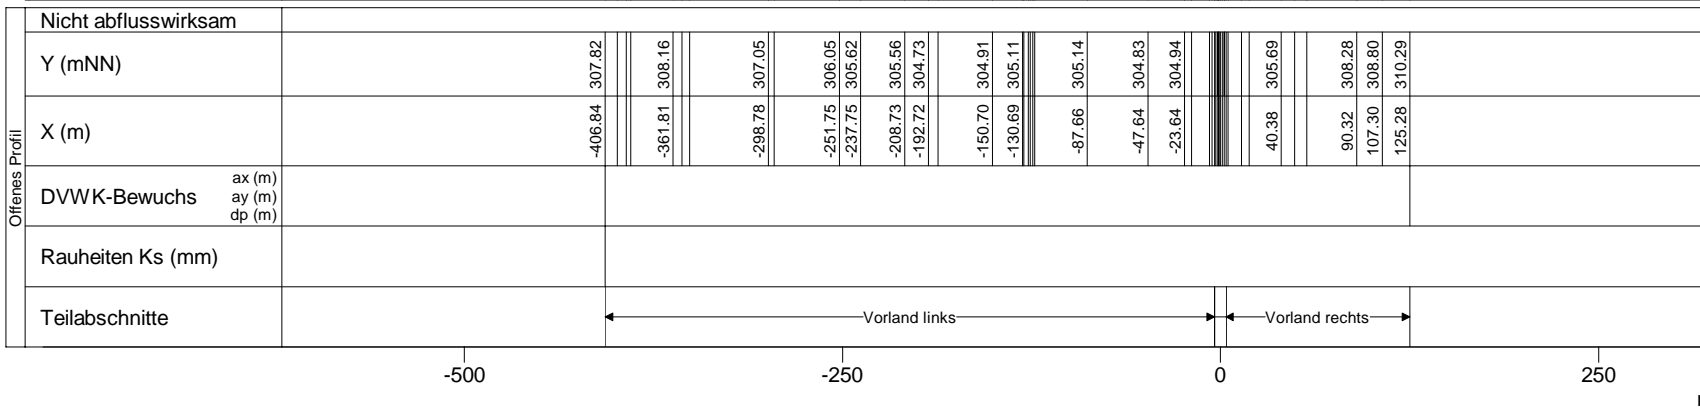 Offenes Profil
Nicht abflusswirksam
Y (mNN) 307.82 308.16 307.05 306.05 305.62 305.56 304.73 304.91 305.11 305.14 304.83 304.94 305.69 308.28 308.80 310.29
X (m) -406.84 -361.81 -298.78 -251.75 -237.75 -208.73 -192.72 -150.70 -130.69 -87.66 -47.64 -23.64 40.38 90.32 107.30 125.28
DVWK-Bewuchs
ax (m)
ay (m)
dp (m)
Rauheiten Ks (mm)
Teilabschnitte Vorland links Vorland rechts
-500 -250 0 250